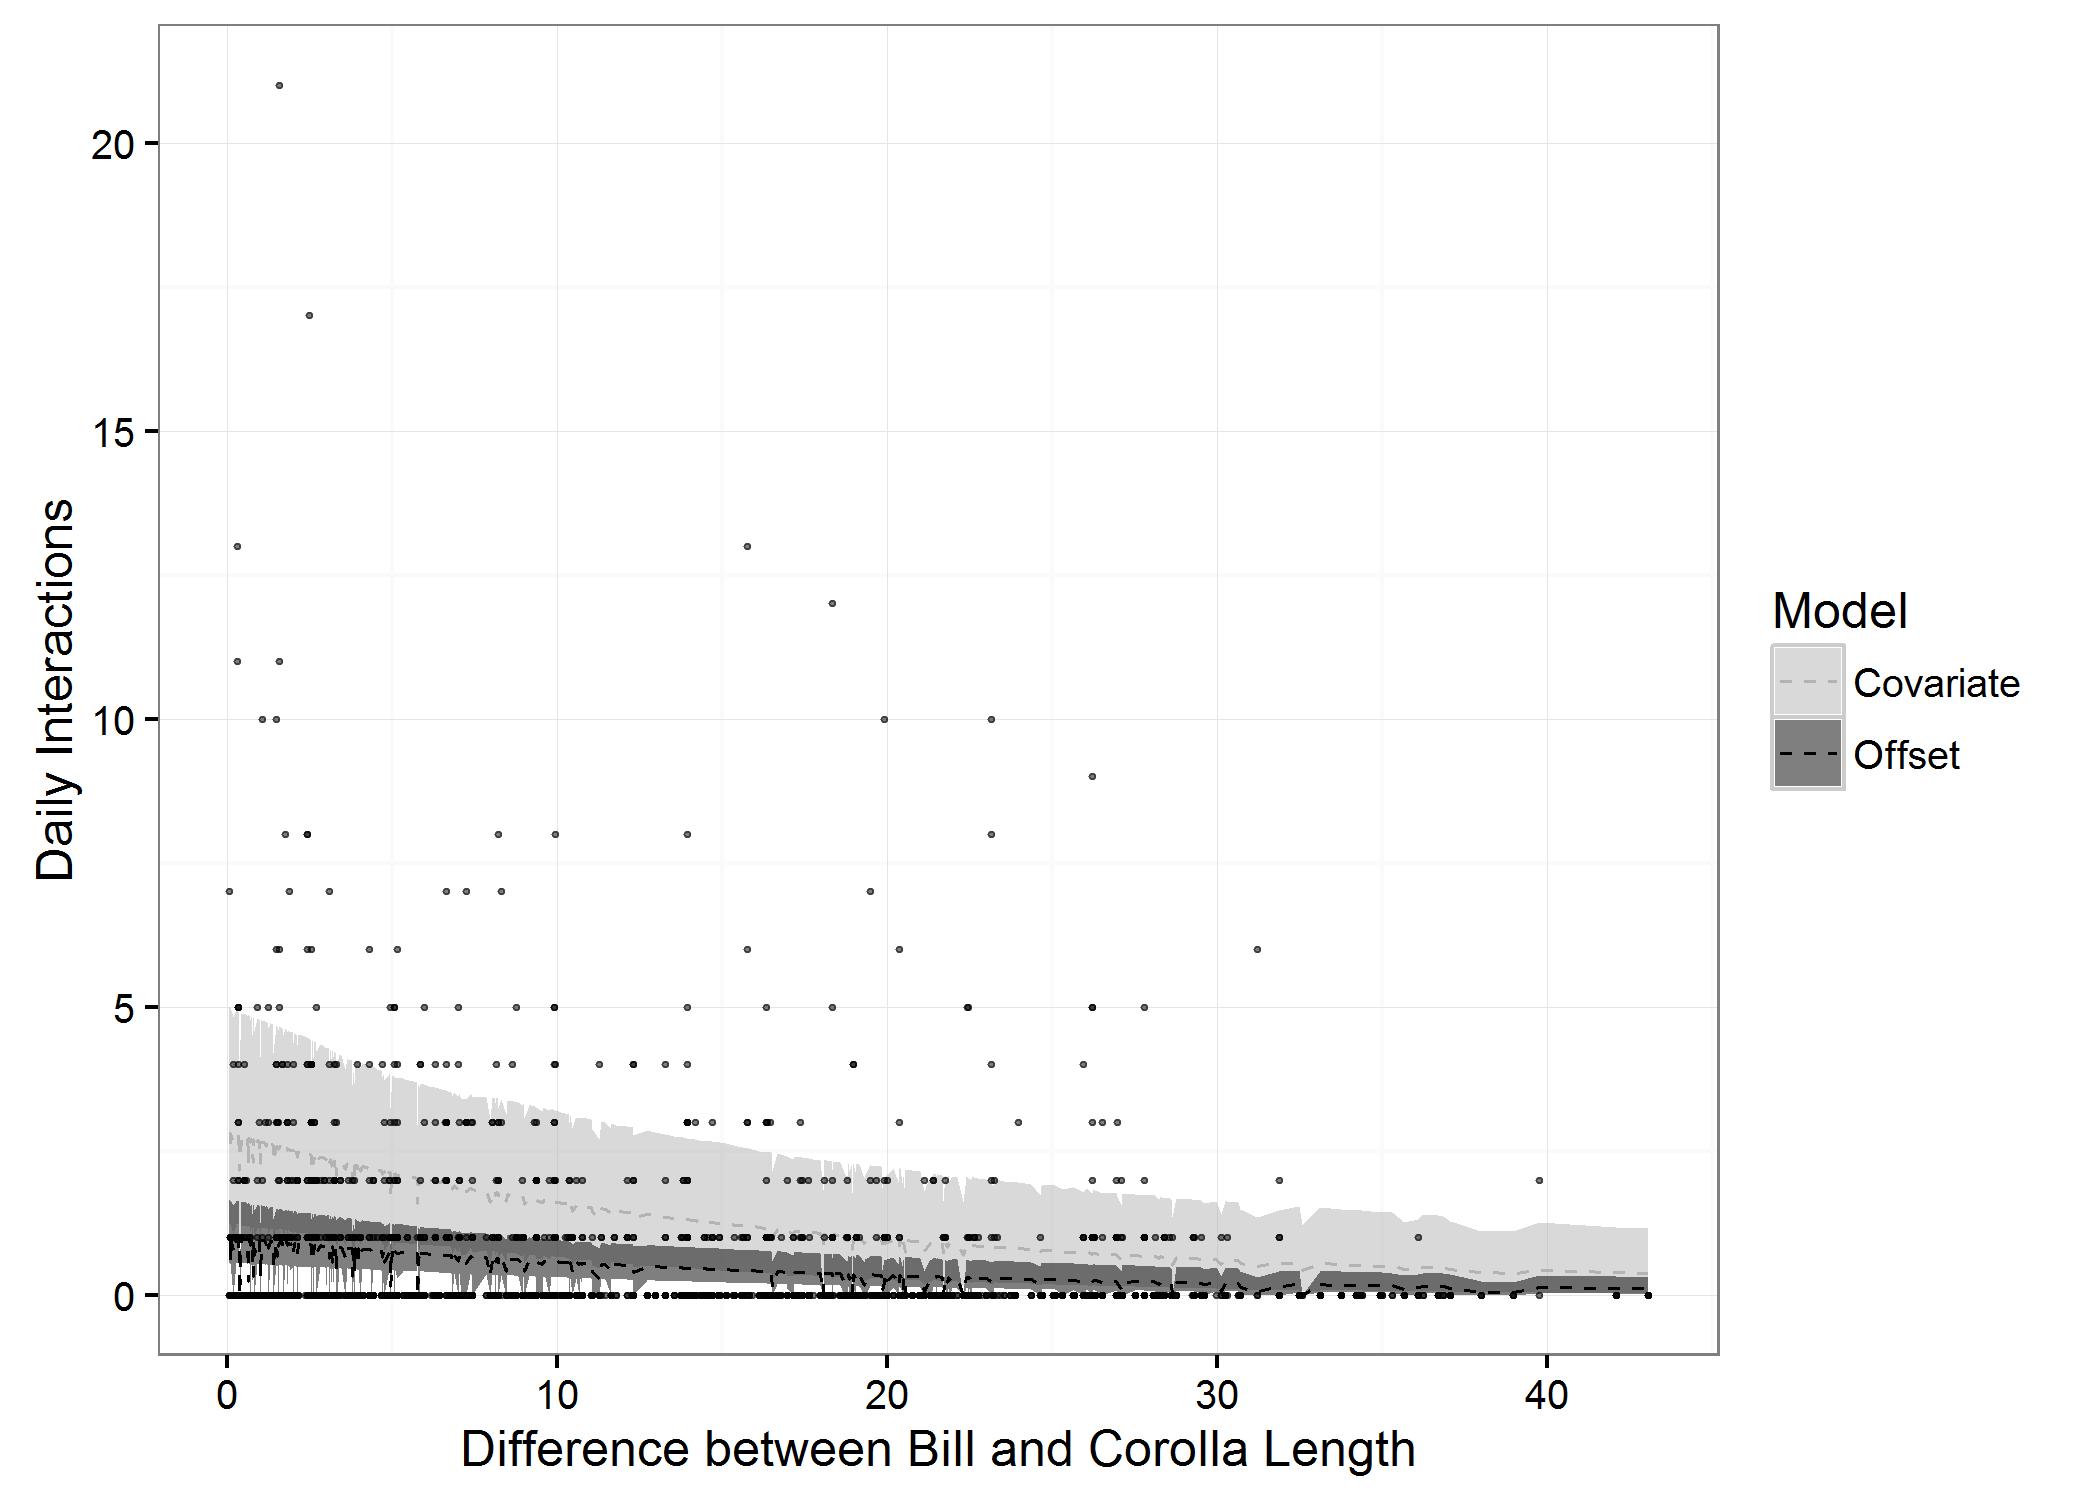 20
15
10
5
0
Daily Interactions
0 10 20 30 40
Difference between Bill and Corolla Length
Model
Covariate
Offset